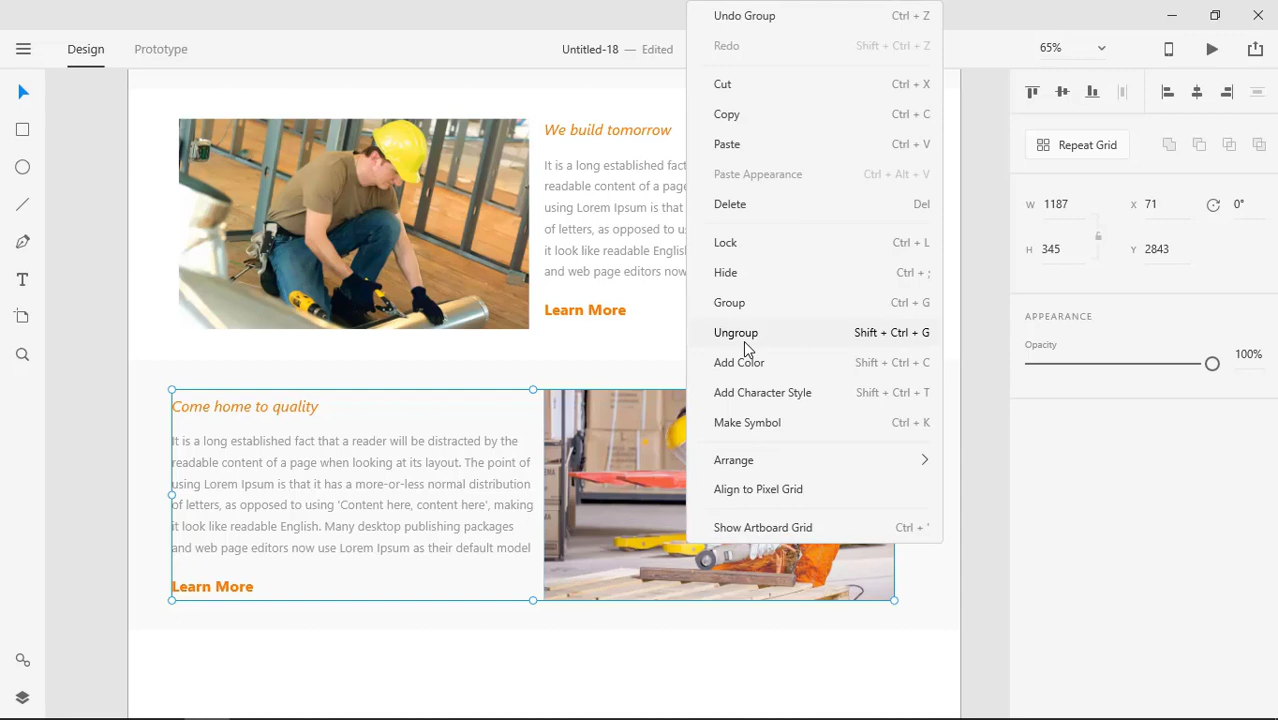 Undo Group Ctrl + Z
Design Prototype Untitled-18 — Edited
65%
Redo Shift + Ctrl + Z
Cut Ctrl + X
Copy Ctrl + C
Paste Ctrl + V
Paste Appearance Ctrl + Alt + V
Delete Del
Lock Ctrl + L
Hide Ctrl + ;
Group Ctrl + G
Ungroup Shift + Ctrl + G
Add Color Shift + Ctrl + C
Add Character Style Shift + Ctrl + T
Make Symbol Ctrl + K
Arrange
Align to Pixel Grid
Show Artboard Grid Ctrl + '
We build tomorrow
It is a long established fact
readable content of a page
using Lorem Ipsum is that
of letters, as opposed to us
it look like readable English
and web page editors now
Learn More
Come home to quality
It is a long established fact that a reader will be distracted by the
readable content of a page when looking at its layout. The point of
using Lorem Ipsum is that it has a more-or-less normal distribution
of letters, as opposed to using 'Content here, content here', making
it look like readable English. Many desktop publishing packages
and web page editors now use Lorem Ipsum as their default model
Learn More
Repeat Grid
W 1187 X 71 0°
H 345 Y 2843
APPEARANCE
Opacity
100%